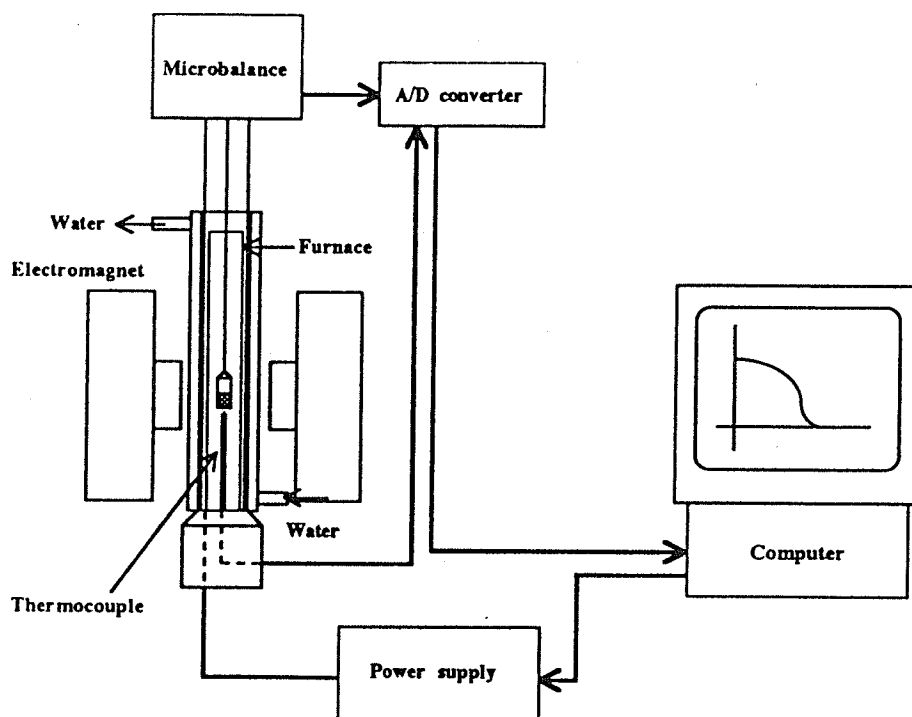 Microbalance
A/D converter
Water
Furnace
Electromagnet
Water
Computer
Thermocouple
Power supply